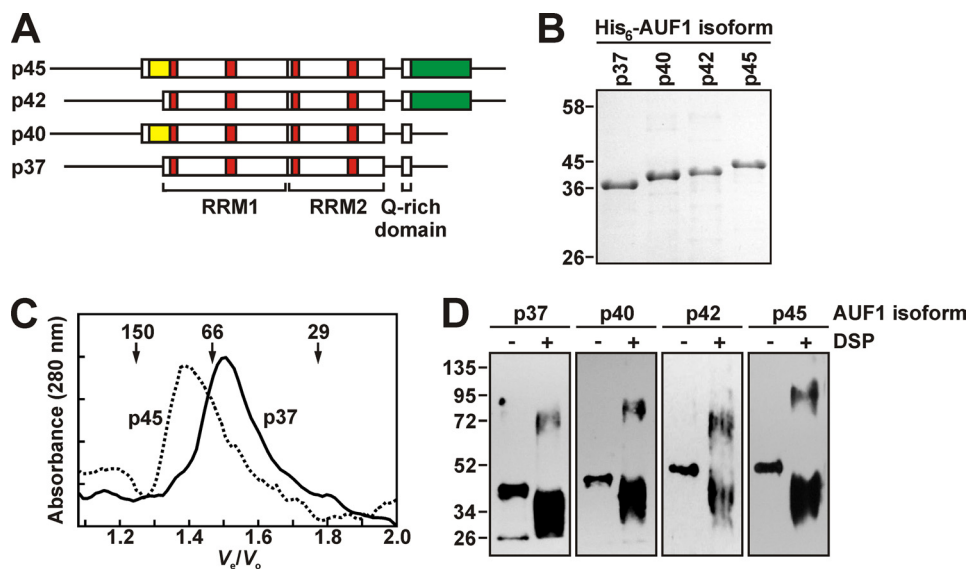 A
p45
p42
p40
p37
RRM1 RRM2 Q-rich domain
B
His6-AUF1 isoform
p37 p40 p42 p45
58
45
36
26
C
Absorbance (280 nm)
150 66 29
p45 p37
1.2 1.4 1.6 1.8 2.0
Ve/Vo
D
p37 p40 p42 p45 AUF1 isoform
- + - + - + - + DSP
135
95
72
52
34
26